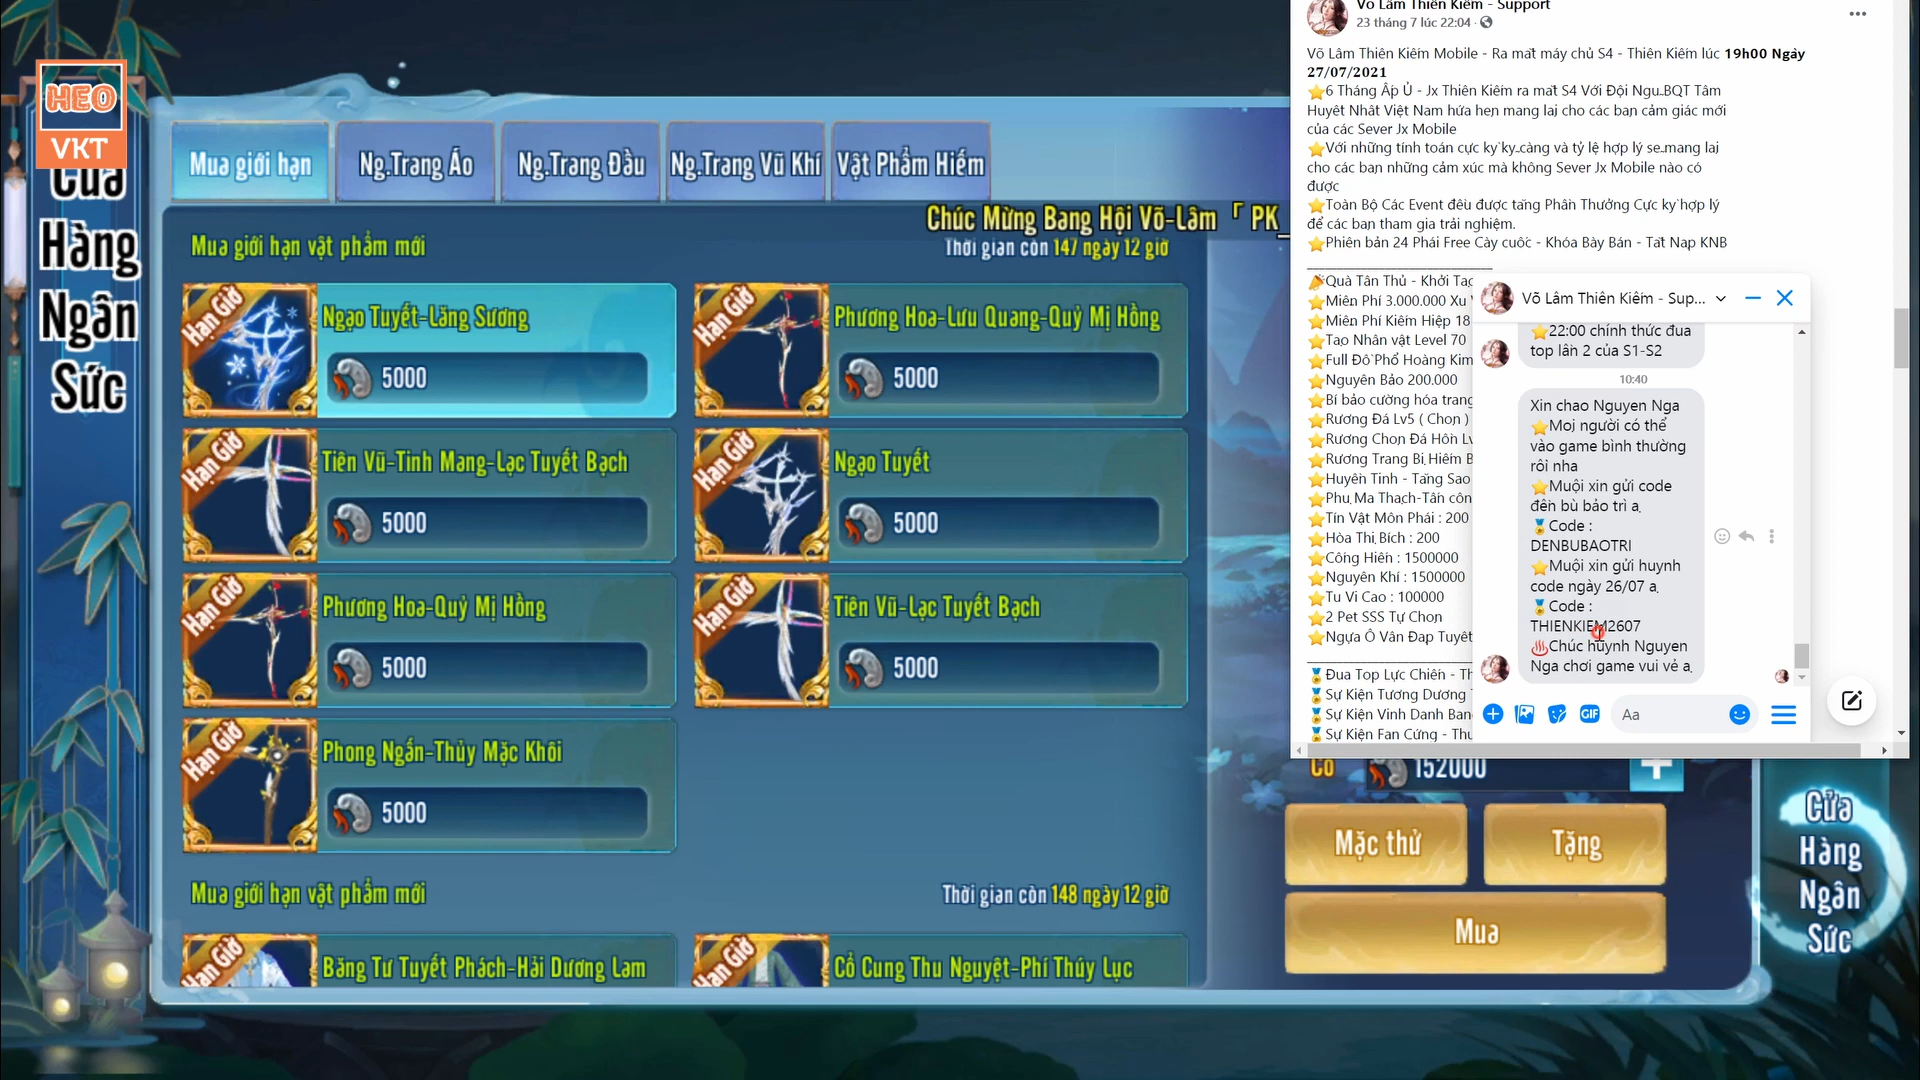 HEO
VKT
Cửa
Hàng
Ngân
Sức
Mua giới hạn
Ng.Trang Áo
Ng.Trang Đầu
Ng.Trang Vũ Khí
Vật Phẩm Hiếm
Chúc Mừng Bang Hội Võ-Lâm「 PK_
Mua giới hạn vật phẩm mới
Thời gian còn 147 ngày 12 giờ
Hạn Giờ
Ngạo Tuyết-Lăng Sương
5000
Hạn Giờ
Phương Hoa-Lưu Quang-Quỷ Mị Hồng
5000
Hạn Giờ
Tiên Vũ-Tinh Mang-Lạc Tuyết Bạch
5000
Hạn Giờ
Ngạo Tuyết
5000
Hạn Giờ
Phương Hoa-Quỷ Mị Hồng
5000
Hạn Giờ
Tiên Vũ-Lạc Tuyết Bạch
5000
Hạn Giờ
Phong Ngấn-Thủy Mặc Khôi
5000
Mua giới hạn vật phẩm mới
Thời gian còn 148 ngày 12 giờ
Hạn Giờ
Băng Tư Tuyết Phách-Hải Dương Lam
Hạn Giờ
Cổ Cung Thu Nguyệt-Phỉ Thúy Lục
Võ Lâm Thiên Kiếm - Support
23 tháng 7 lúc 22:04
Võ Lâm Thiên Kiếm Mobile - Ra mắt máy chủ S4 - Thiên Kiếm lúc 19h00 Ngày
27/07/2021
⭐6 Tháng Ấp Ủ - Jx Thiên Kiếm ra mắt S4 Với Đội Ngũ BQT Tâm
Huyết Nhất Việt Nam hứa hẹn mang lại cho các bạn cảm giác mới
của các Sever Jx Mobile
⭐Với những tính toán cực kỳ kỹ càng và tỷ lệ hợp lý sẽ mang lại
cho các bạn những cảm xúc mà không Sever Jx Mobile nào có
được
⭐Toàn Bộ Các Event đều được tăng Phần Thưởng Cực kỳ hợp lý
để các bạn tham gia trải nghiệm.
⭐Phiên bản 24 Phái Free Cày cuốc - Khóa Bày Bán - Tắt Nạp KNB
🎉Quà Tân Thủ - Khởi Tạ
⭐Miễn Phí 3.000.000 Xu V
⭐Miễn Phí Kiếm Hiệp 18
⭐Tạo Nhân vật Level 70
⭐Full Đồ Phổ Hoàng Kim
⭐Nguyên Bảo 200.000
⭐Bí bảo cường hóa trang
⭐Rương Đá Lv5 ( Chọn )
⭐Rương Chọn Đá Hồn Lv
⭐Rương Trang Bị Hiếm B
⭐Huyền Tinh - Tăng Sao
⭐Phụ Ma Thạch-Tấn côn
⭐Tín Vật Môn Phái : 200
⭐Hòa Thị Bích : 200
⭐Cống Hiến : 1500000
⭐Nguyên Khí : 1500000
⭐Tu Vi Cao : 100000
⭐2 Pet SSS Tự Chọn
⭐Ngựa Ô Vân Đạp Tuyết
🏅Đua Top Lực Chiến - Th
🏅Sự Kiện Tương Dương
🏅Sự Kiện Vinh Danh Ban
🏅Sự Kiện Fan Cứng - Thư
Võ Lâm Thiên Kiếm - Sup...
⭐22:00 chính thức đua
top lần 2 của S1-S2
10:40
Xin chao Nguyen Nga
⭐Mọi người có thể
vào game bình thường
rồi nha
⭐Muội xin gửi code
đền bù bảo trì ạ
🏅Code :
DENBUBAOTRI
⭐Muội xin gửi huynh
code ngày 26/07 ạ
🏅Code :
THIENKIEM2607
♨Chúc huynh Nguyen
Nga chơi game vui vẻ ạ
GIF
Aa
Có
152000
Mặc thử
Tặng
Mua
Cửa
Hàng
Ngân
Sức